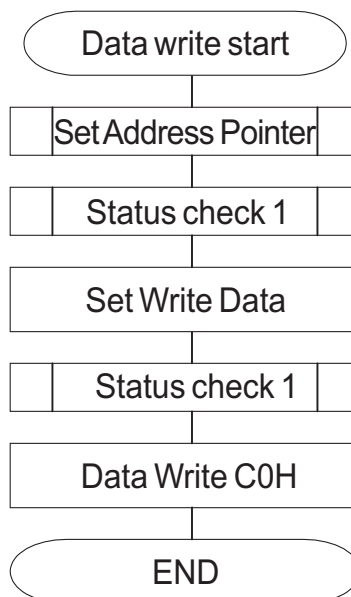 Data write start
Set Address Pointer
Status check 1
Set Write Data
Status check 1
Data Write C0H
END